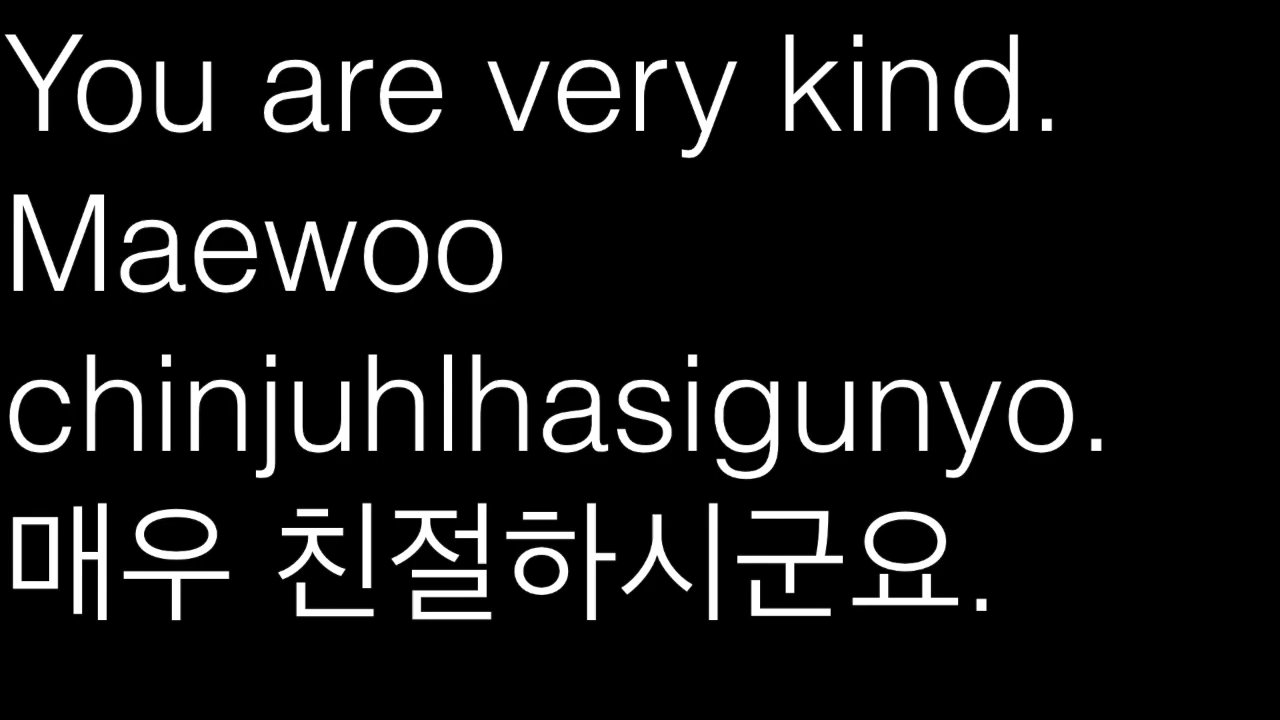 You are very kind.
Maewoo
chinjuhlhasigunyo.
매우 친절하시군요.